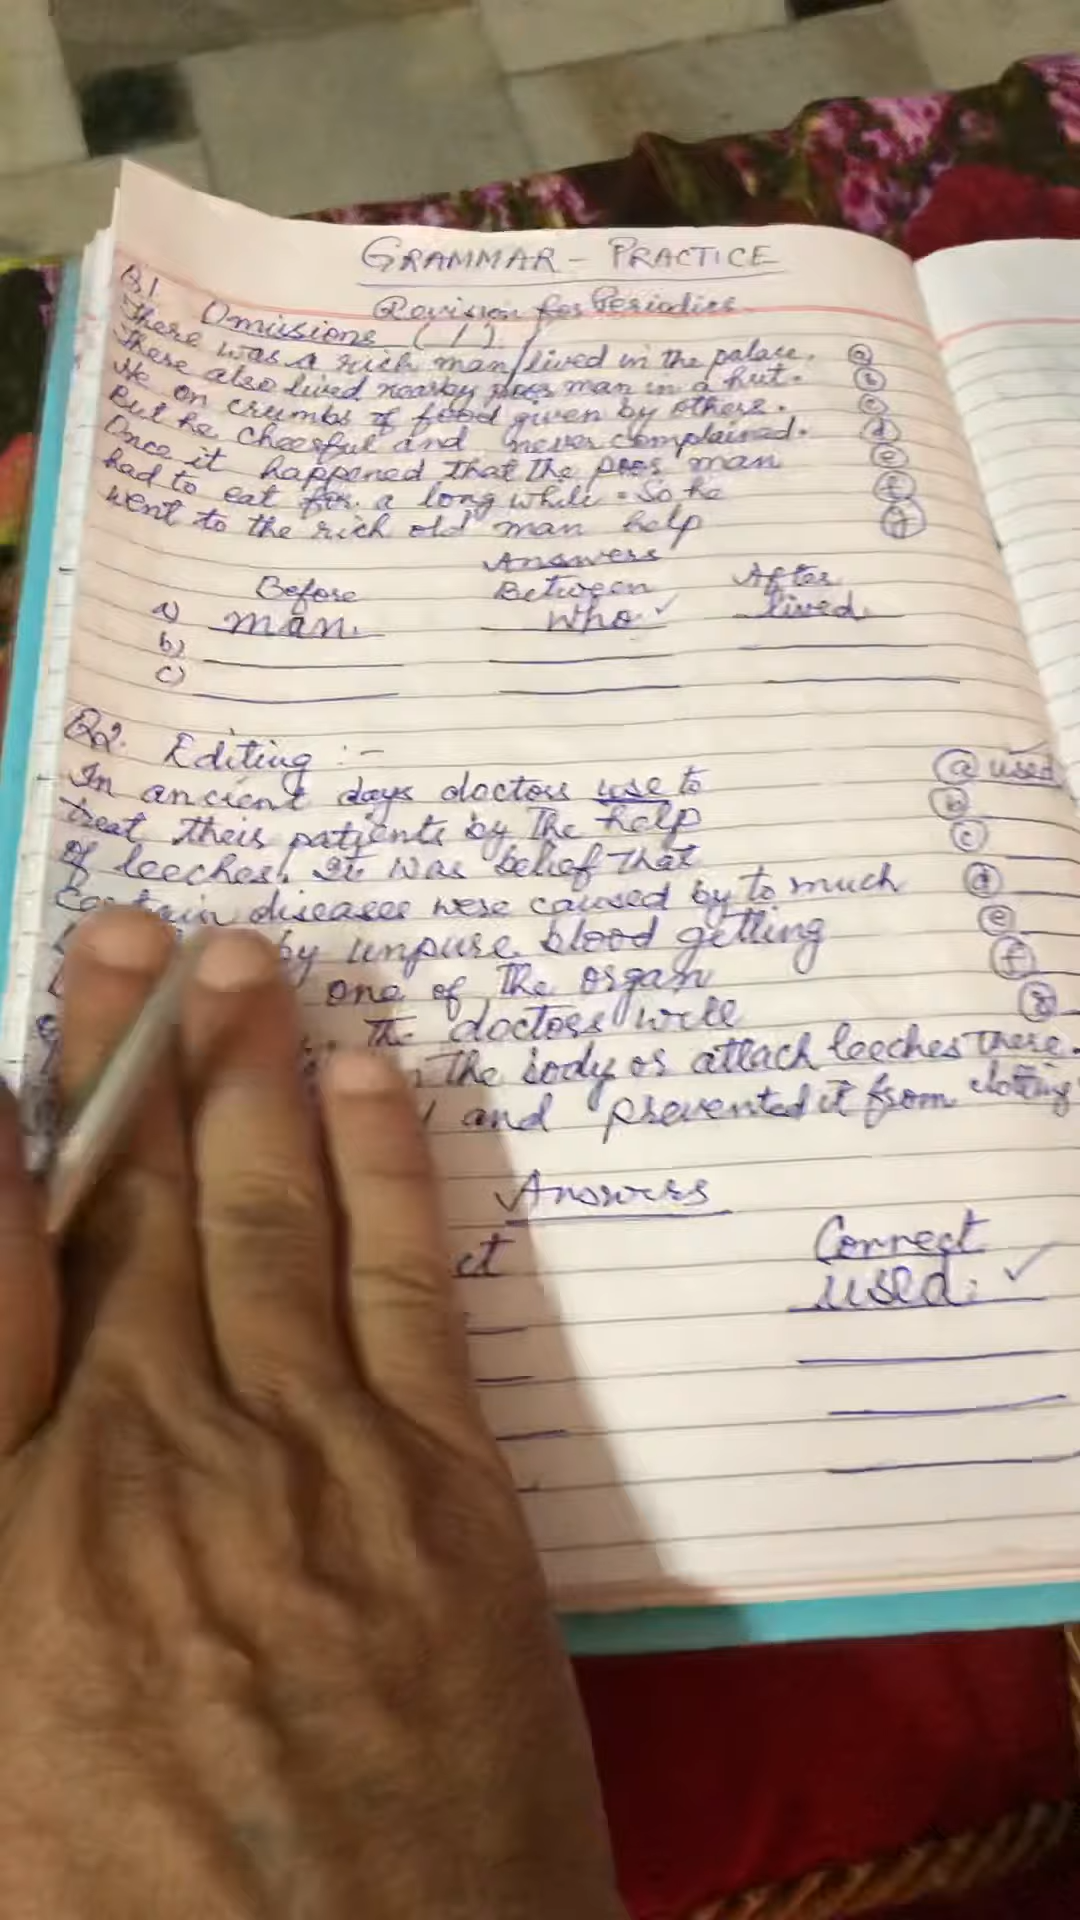 GRAMMAR - PRACTICE
Revision for Periodics
Q1. Omissions (/).
There was a rich man/lived in the palace. (a)
There also lived nearby poor man in a hut. (b)
He on crumbs of food given by others. (c)
But he cheerful and never complained. (d)
Once it happened that the poor man (e)
had to eat for a long while. So he (f)
went to the rich old man help (g)
Answers
Before Between After
a) man. who ✓ lived.
b)
c)
Q2. Editing :-
In ancient days doctors use to (a) used
treat their patients by the help (b)
of leeches. It was belief that (c)
certain diseases were caused by to much (d)
by unpure blood getting (e)
one of the organ (f)
the doctors will (g)
the body or attach leeches there.
and prevented it from clotting
Answers
ct Correct
used. ✓